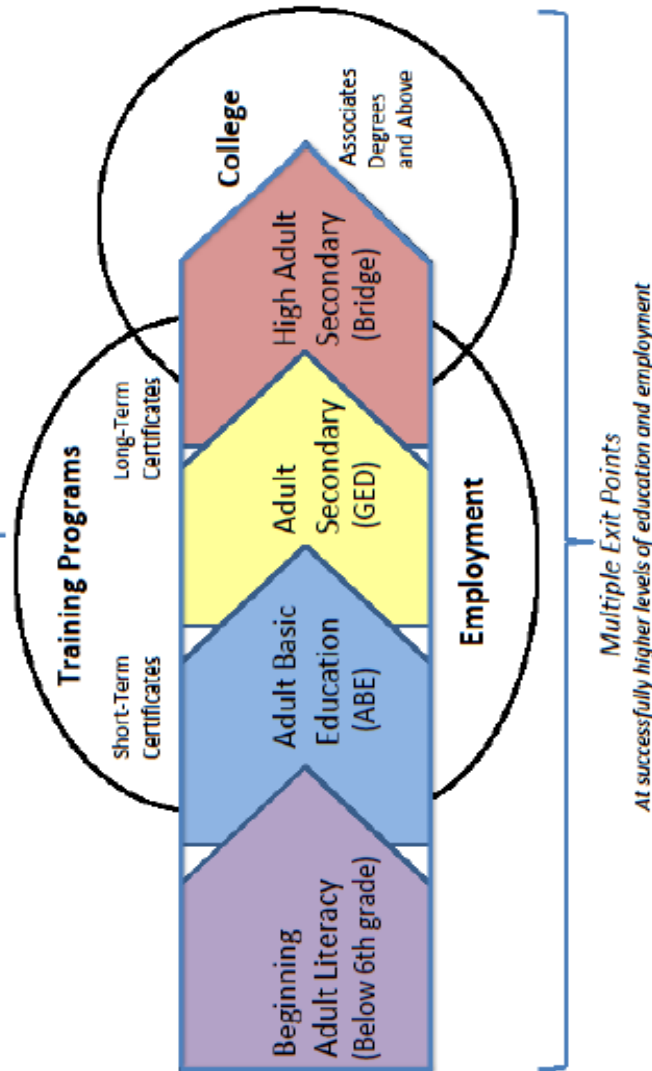 Training Programs
Short-Term
Certificates
Long-Term
Certificates
College
Associates
Degrees
and Above
Beginning
Adult Literacy
(Below 6th grade)
Adult Basic
Education
(ABE)
Adult
Secondary
(GED)
High Adult
Secondary
(Bridge)
Employment
Multiple Exit Points
At successfully higher levels of education and employment